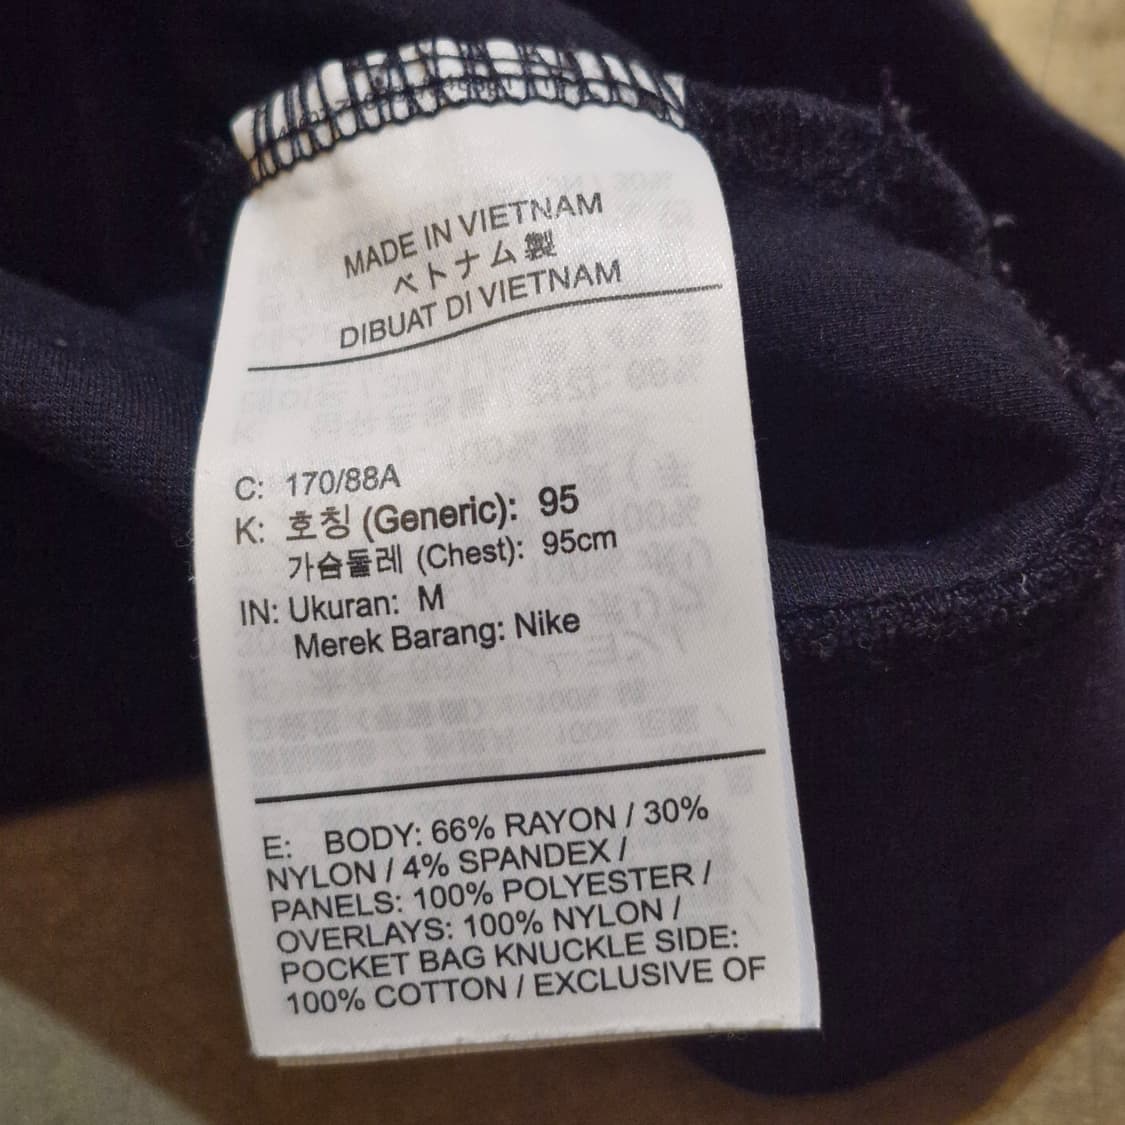 MADE IN VIETNAM
ベトナム製
DIBUAT DI VIETNAM
C: 170/88A
K: 호칭 (Generic): 95
가슴둘레 (Chest): 95cm
IN: Ukuran: M
Merek Barang: Nike
E: BODY: 66% RAYON / 30%
NYLON / 4% SPANDEX /
PANELS: 100% POLYESTER /
OVERLAYS: 100% NYLON /
POCKET BAG KNUCKLE SIDE:
100% COTTON / EXCLUSIVE OF